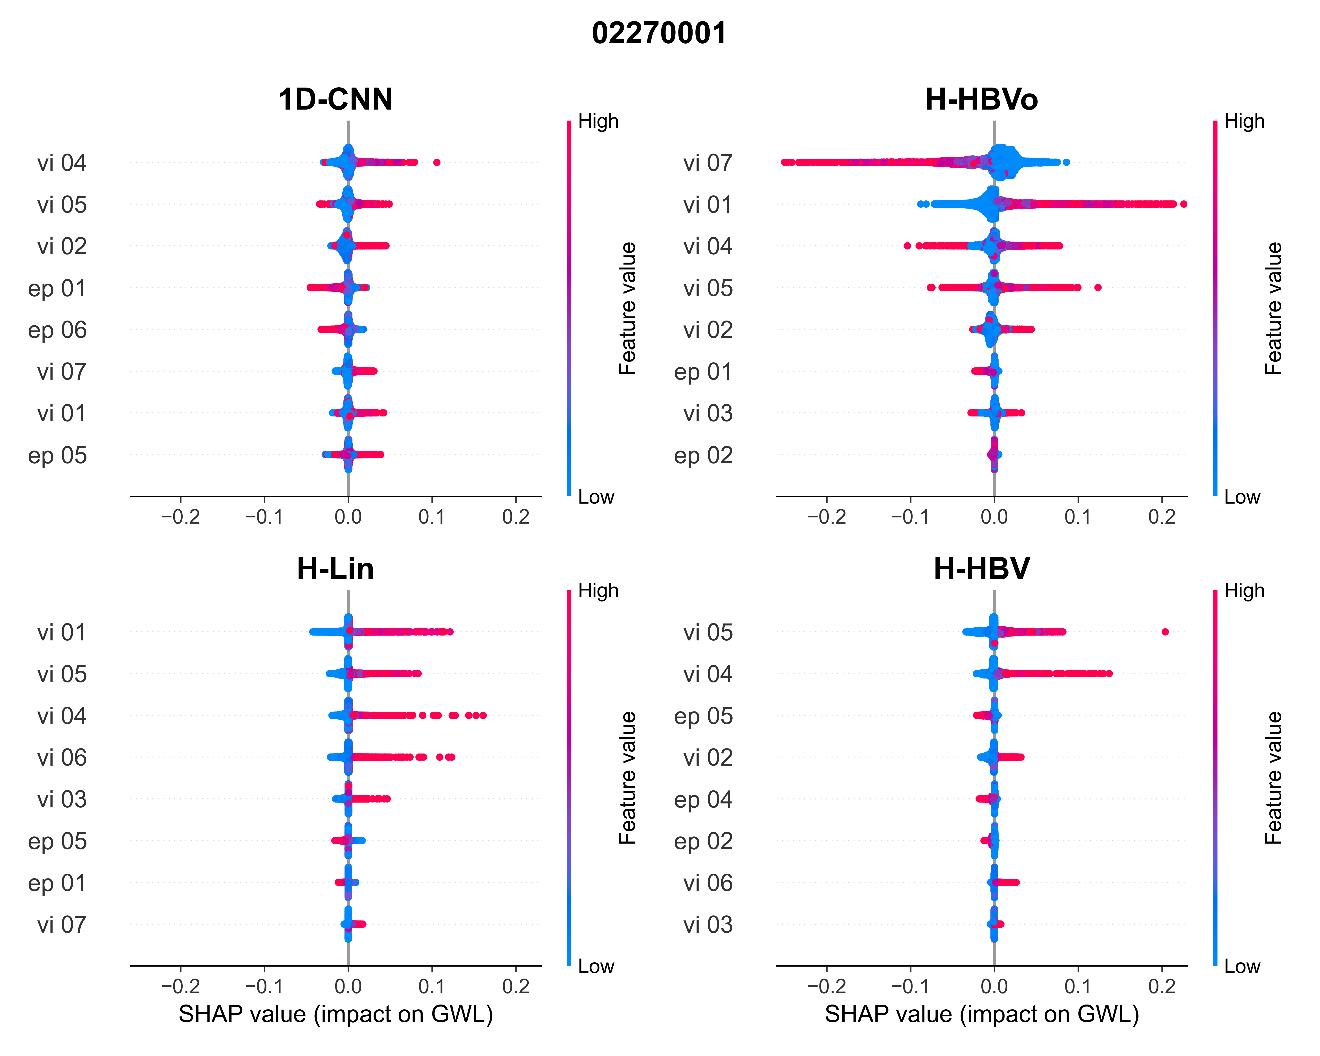 02270001
1D-CNN
High
vi 04
vi 05
vi 02
ep 01
ep 06
vi 07
vi 01
ep 05
Feature value
Low
−0.2 −0.1 0.0 0.1 0.2
H-HBVo
High
vi 07
vi 01
vi 04
vi 05
vi 02
ep 01
vi 03
ep 02
Feature value
Low
−0.2 −0.1 0.0 0.1 0.2
H-Lin
High
vi 01
vi 05
vi 04
vi 06
vi 03
ep 05
ep 01
vi 07
Feature value
Low
−0.2 −0.1 0.0 0.1 0.2
SHAP value (impact on GWL)
H-HBV
High
vi 05
vi 04
ep 05
vi 02
ep 04
ep 02
vi 06
vi 03
Feature value
Low
−0.2 −0.1 0.0 0.1 0.2
SHAP value (impact on GWL)